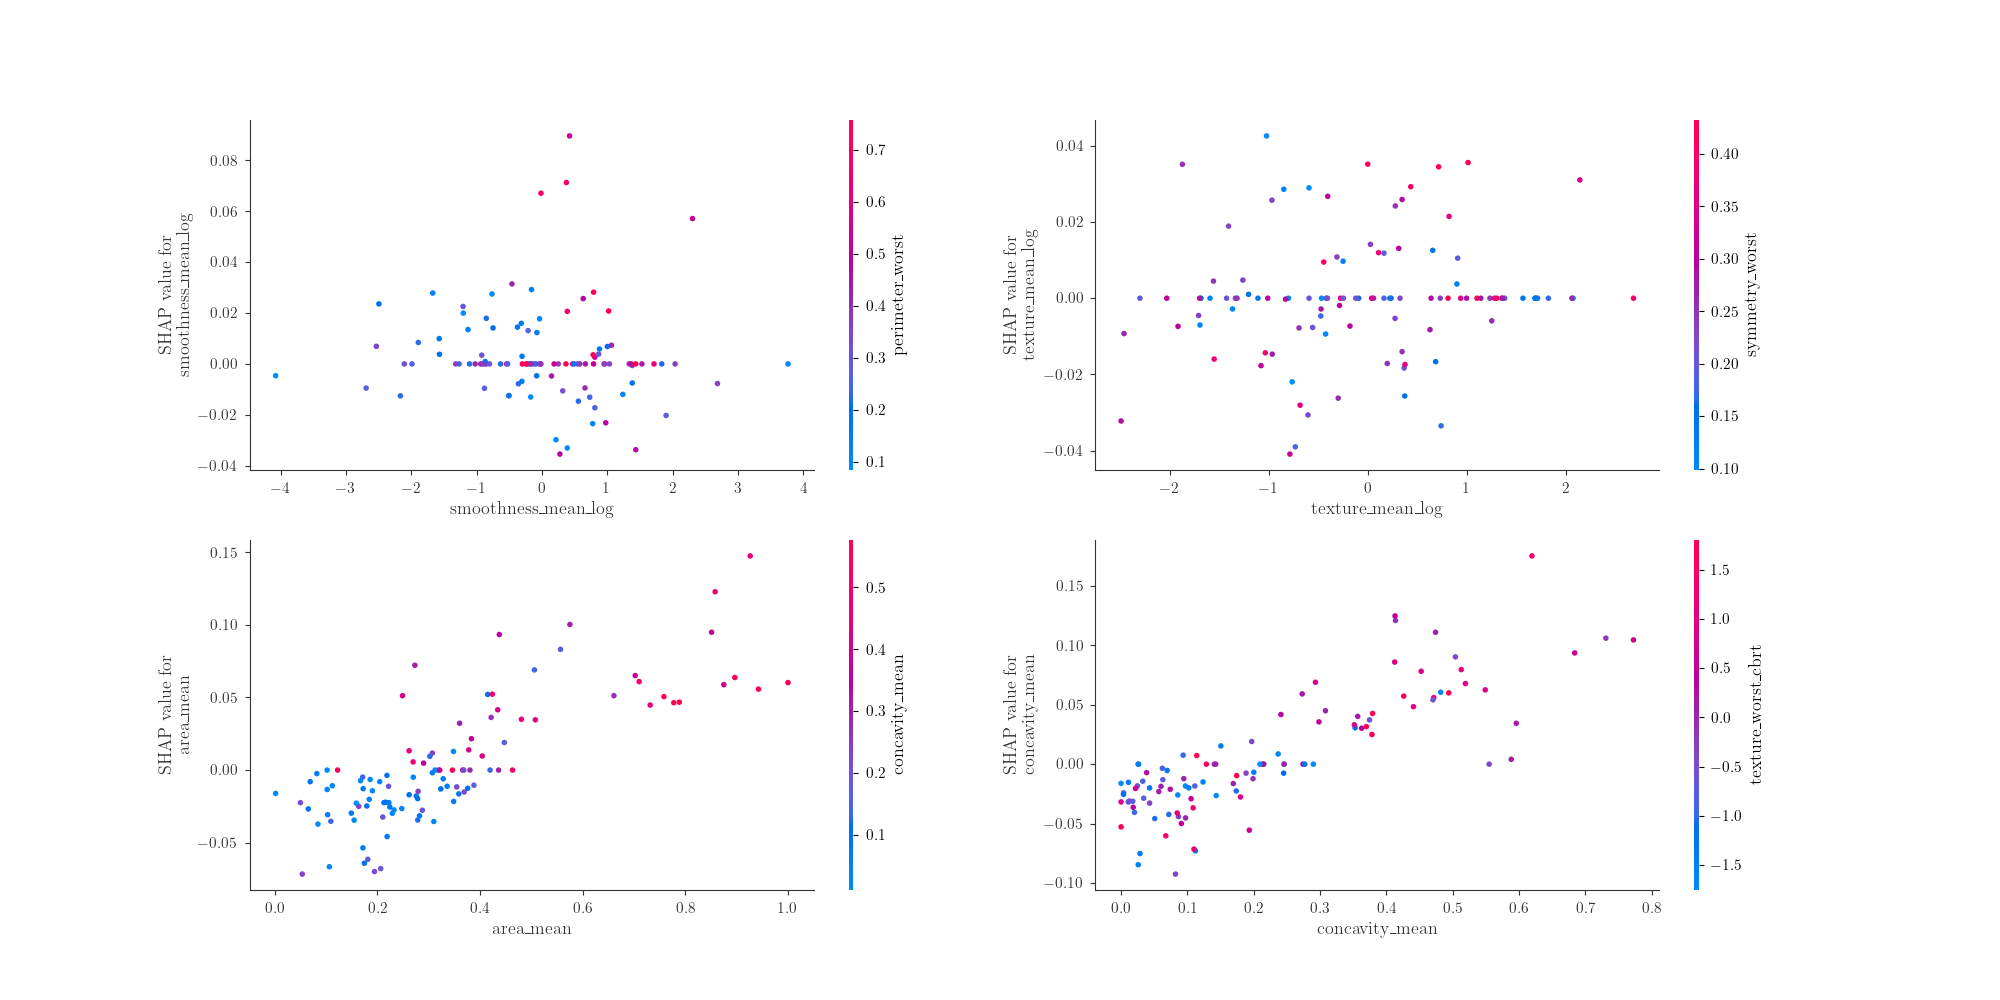 0.08
0.06
0.04
0.02
0.00
−0.02
−0.04
SHAP value for
smoothness_mean_log
−4 −3 −2 −1 0 1 2 3 4
smoothness_mean_log
0.7
0.6
0.5
0.4
0.3
0.2
0.1
perimeter_worst
0.04
0.02
0.00
−0.02
−0.04
SHAP value for
texture_mean_log
−2 −1 0 1 2
texture_mean_log
0.40
0.35
0.30
0.25
0.20
0.15
0.10
symmetry_worst
0.15
0.10
0.05
0.00
−0.05
SHAP value for
area_mean
0.0 0.2 0.4 0.6 0.8 1.0
area_mean
0.5
0.4
0.3
0.2
0.1
concavity_mean
0.15
0.10
0.05
0.00
−0.05
−0.10
SHAP value for
concavity_mean
0.0 0.1 0.2 0.3 0.4 0.5 0.6 0.7 0.8
concavity_mean
1.5
1.0
0.5
0.0
−0.5
−1.0
−1.5
texture_worst_cbrt